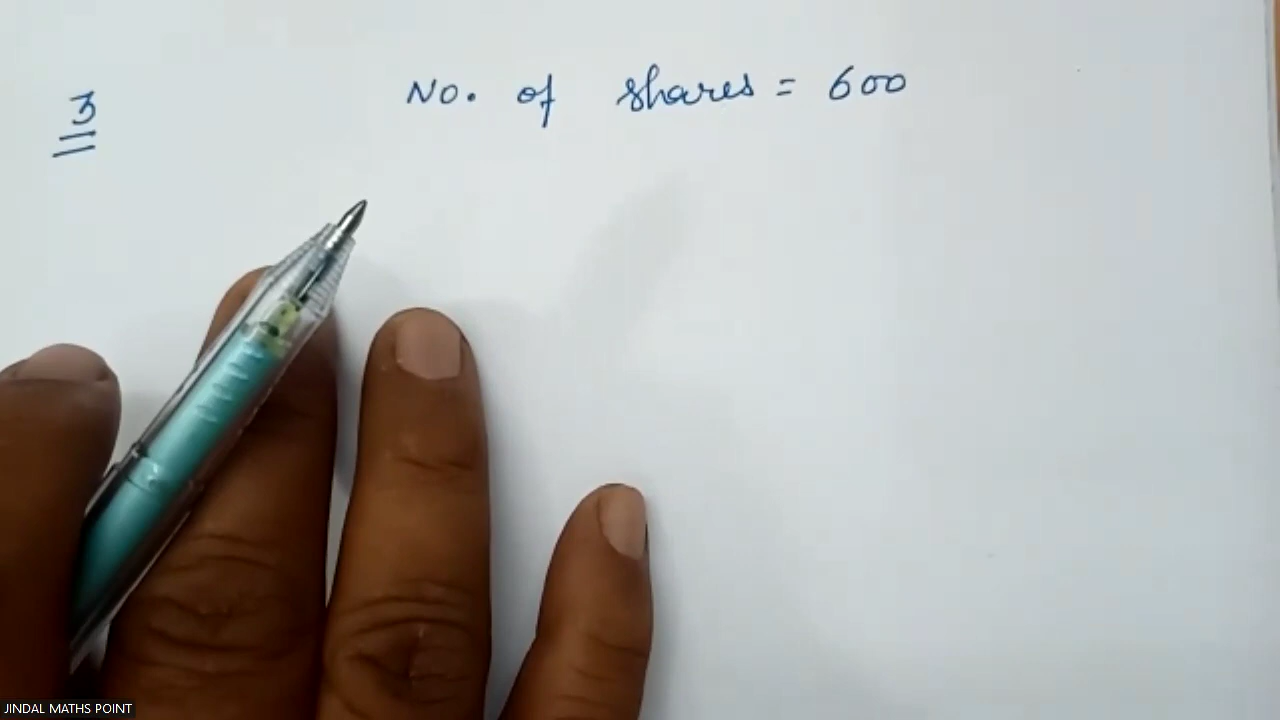 3
No. of shares = 600
JINDAL MATHS POINT